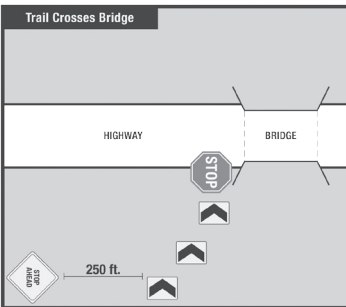 Trail Crosses Bridge
HIGHWAY
BRIDGE
STOP
250 ft.
STOP
AHEAD